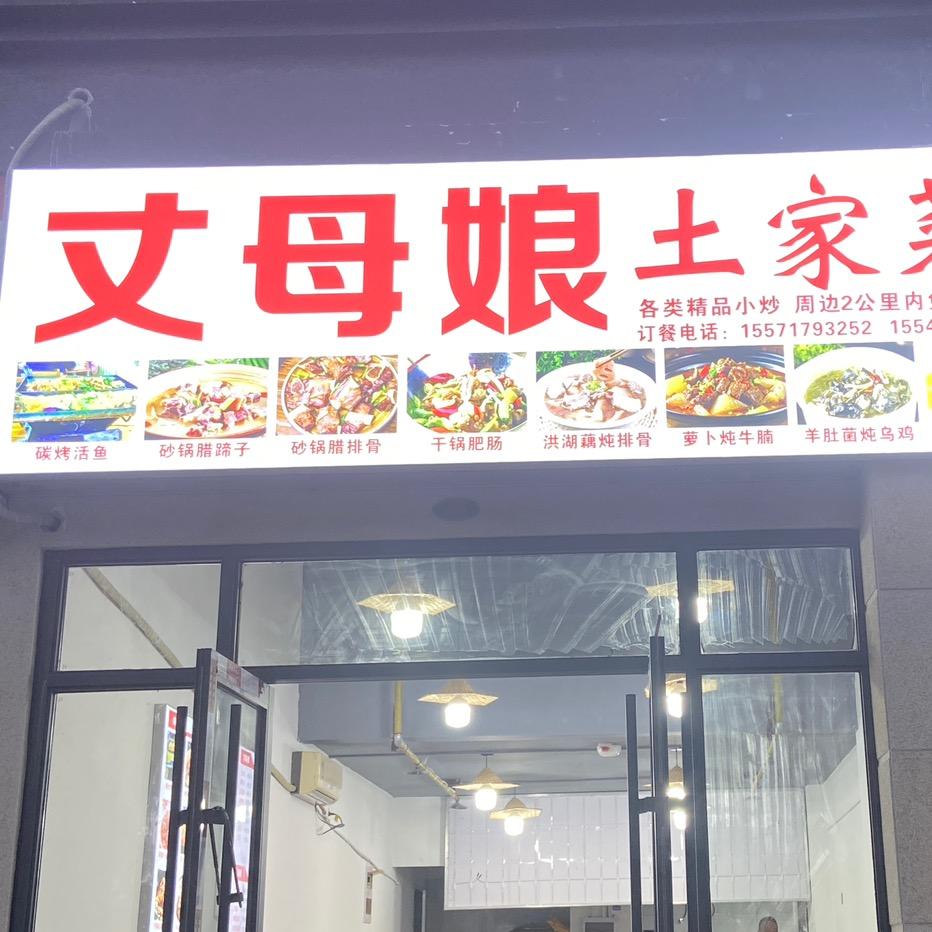 丈母娘土家菜
各类精品小炒 周边2公里内
订餐电话：15571793252 1554
碳烤活鱼 砂锅腊蹄子 砂锅腊排骨 干锅肥肠 洪湖藕炖排骨 萝卜炖牛腩 羊肚菌炖乌鸡